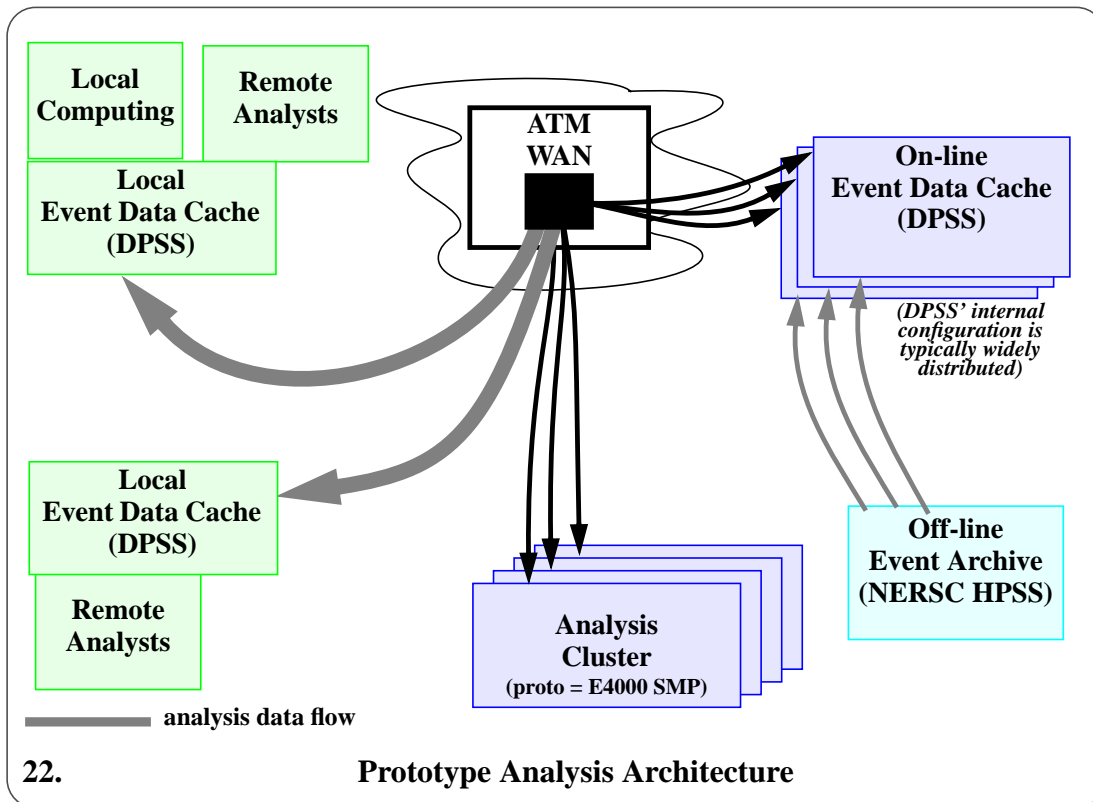 Local
Computing
Remote
Analysts
Local
Event Data Cache
(DPSS)
ATM
WAN
On-line
Event Data Cache
(DPSS)
(DPSS' internal
configuration is
typically widely
distributed)
Local
Event Data Cache
(DPSS)
Remote
Analysts
Analysis
Cluster
(proto = E4000 SMP)
Off-line
Event Archive
(NERSC HPSS)
analysis data flow
22.
Prototype Analysis Architecture